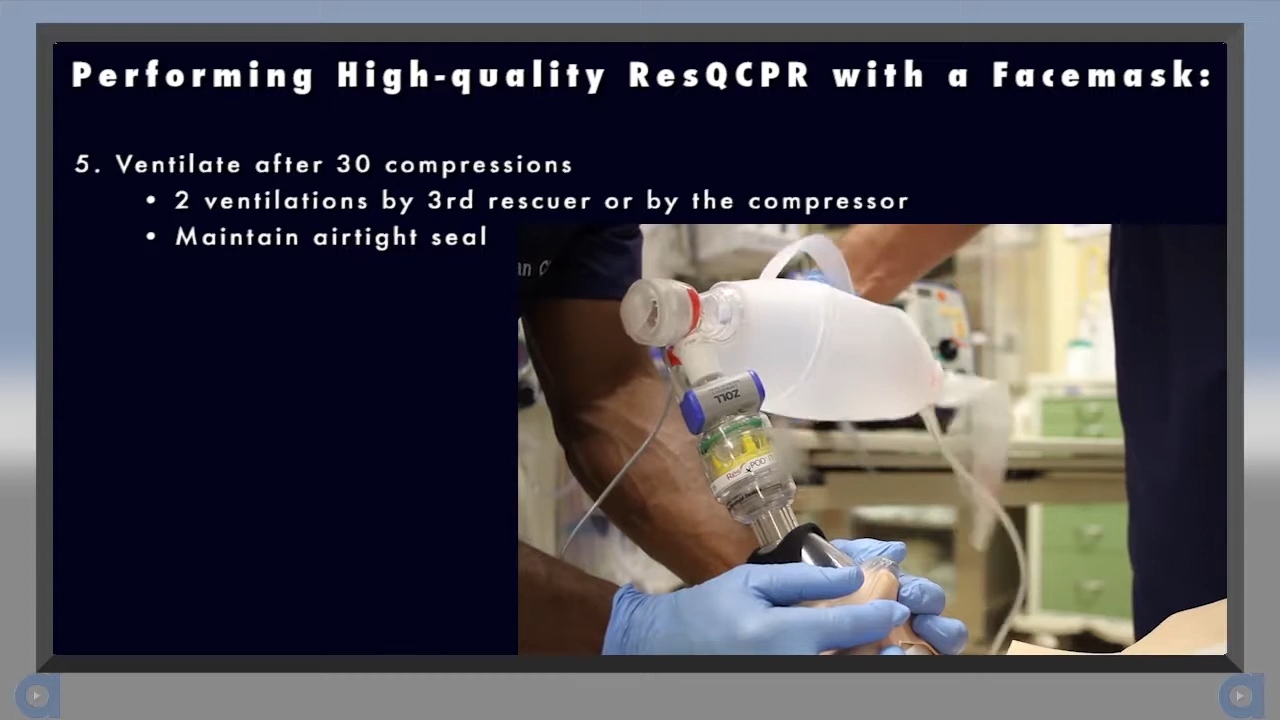 Performing High-quality ResQCPR with a Facemask:
5. Ventilate after 30 compressions
• 2 ventilations by 3rd rescuer or by the compressor
• Maintain airtight seal
ZOLL
ResQPOD